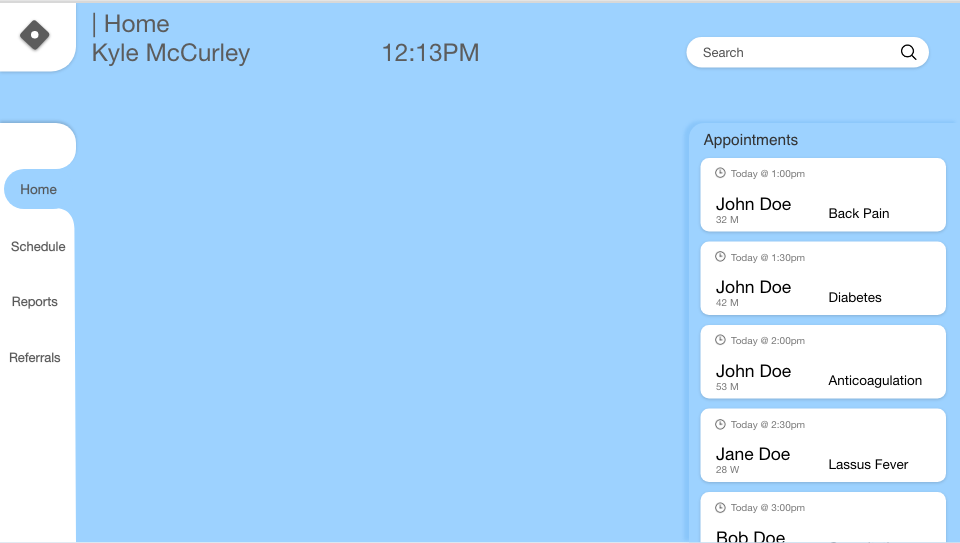 | Home
Kyle McCurley
12:13PM
Search
Home
Schedule
Reports
Referrals
Appointments
Today @ 1:00pm
John Doe
32 M
Back Pain
Today @ 1:30pm
John Doe
42 M
Diabetes
Today @ 2:00pm
John Doe
53 M
Anticoagulation
Today @ 2:30pm
Jane Doe
28 W
Lassus Fever
Today @ 3:00pm
Bob Doe